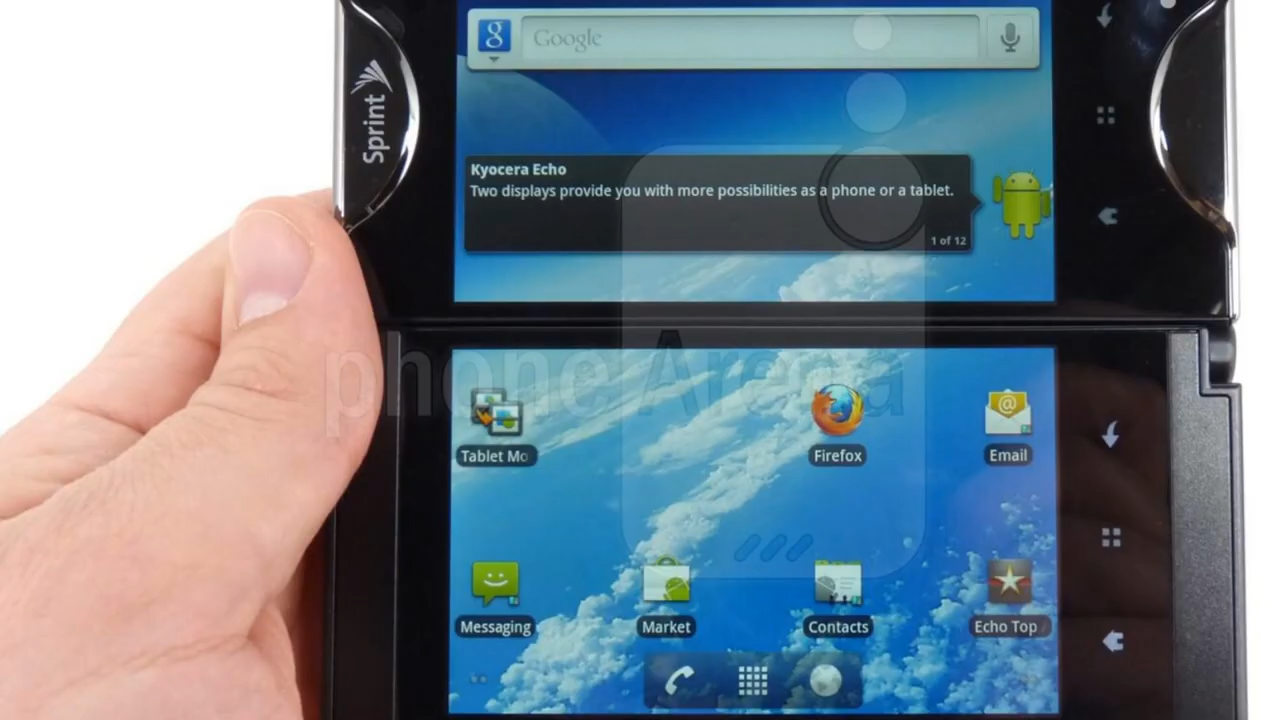 Google
Sprint
Kyocera Echo
Two displays provide you with more possibilities as a phone or a tablet.
1 of 12
phoneArena
Tablet Mo
Firefox
Email
Messaging
Market
Contacts
Echo Top